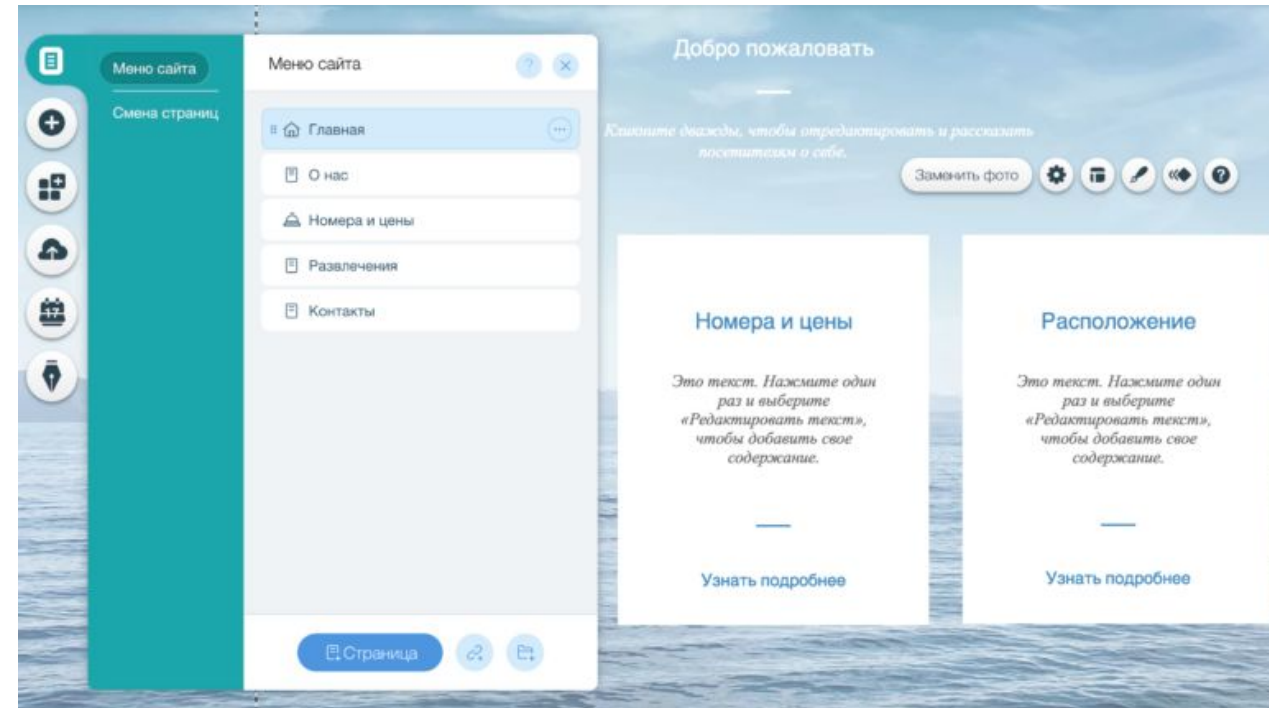 Меню сайта
Смена страниц
Меню сайта
?
Главная
О нас
Номера и цены
Развлечения
Контакты
Страница
17
Добро пожаловать
Кликните дважды, чтобы отредактировать и рассказать
посетителям о себе.
Заменить фото
?
Номера и цены
Это текст. Нажмите один
раз и выберите
«Редактировать текст»,
чтобы добавить свое
содержание.
Узнать подробнее
Расположение
Это текст. Нажмите один
раз и выберите
«Редактировать текст»,
чтобы добавить свое
содержание.
Узнать подробнее